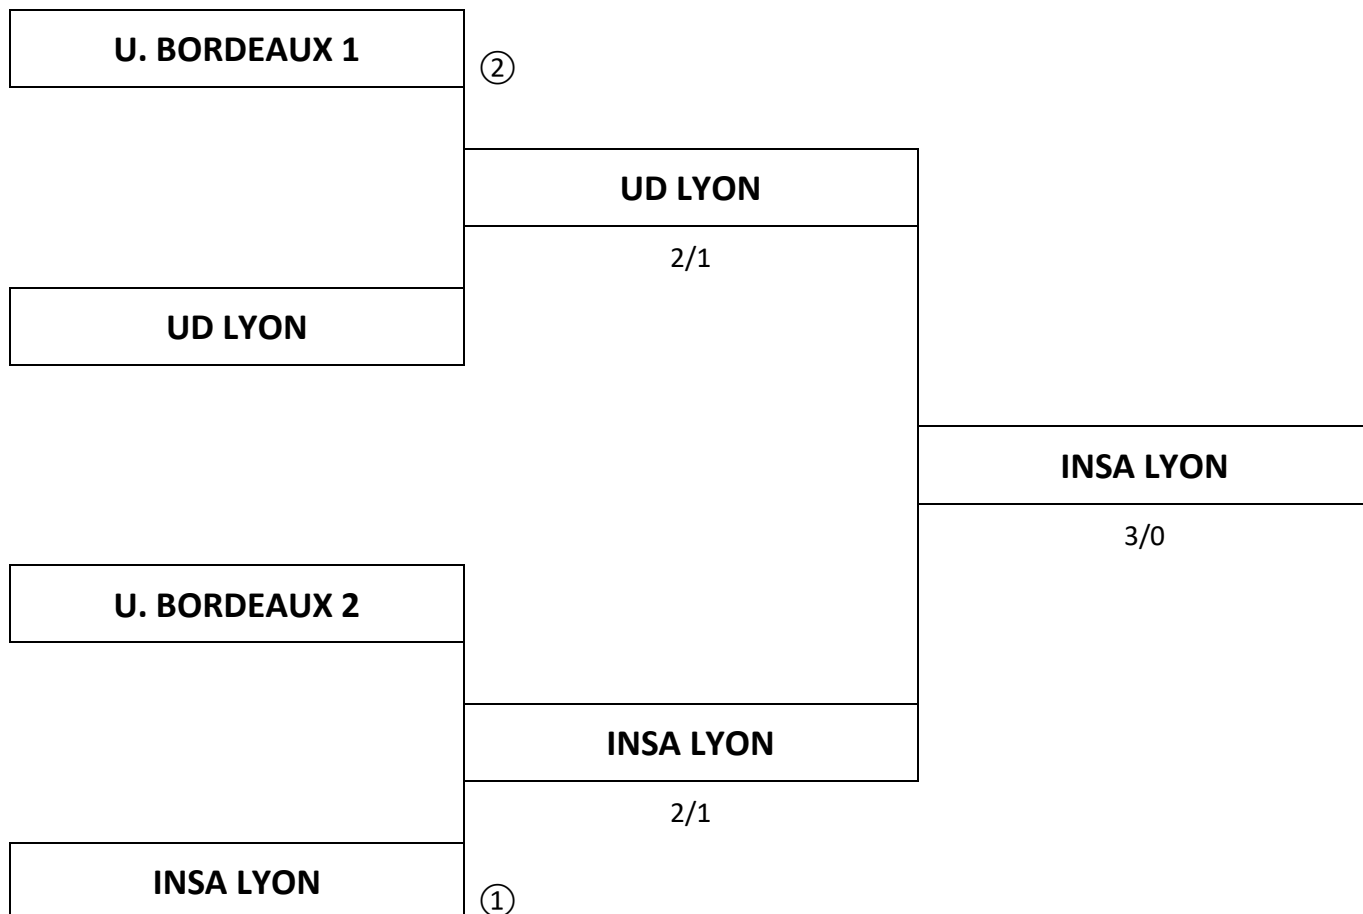 U. BORDEAUX 1
②
UD LYON
2/1
UD LYON
INSA LYON
3/0
U. BORDEAUX 2
INSA LYON
2/1
INSA LYON
①